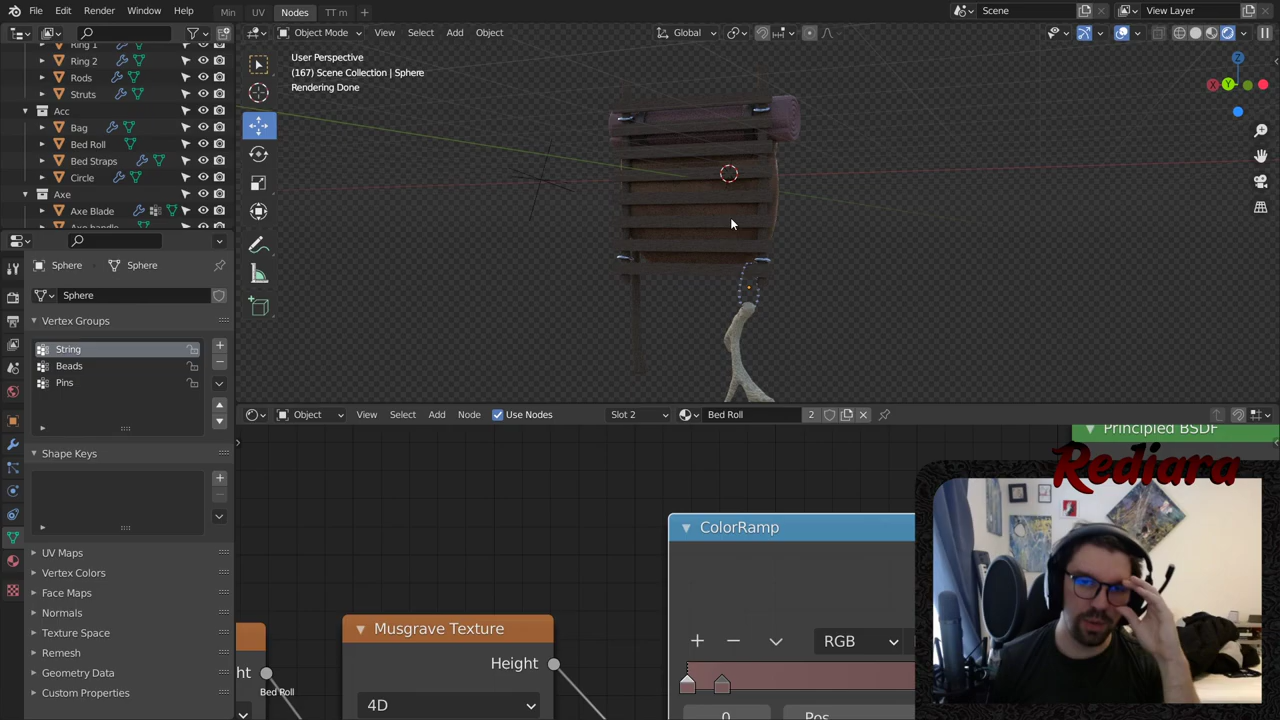 File Edit Render Window Help Min UV Nodes TT m + Scene View Layer
Object Mode View Select Add Object Global
User Perspective
(167) Scene Collection | Sphere
Rendering Done
Ring 1
Ring 2
Rods
Struts
Acc
Bag
Bed Roll
Bed Straps
Circle
Axe
Axe Blade
Axe handle
Sphere Sphere
Sphere
Vertex Groups
String
Beads
Pins
Shape Keys
UV Maps
Vertex Colors
Face Maps
Normals
Texture Space
Remesh
Geometry Data
Custom Properties
Object View Select Add Node Use Nodes Slot 2 Bed Roll 2
Principled BSDF
Rediara
ColorRamp
Musgrave Texture
RGB
Height
ht
Bed Roll
4D
0 Pos
X
Y
Z